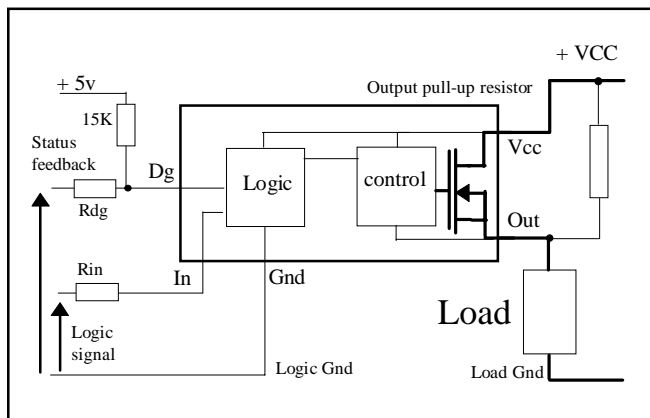 + VCC
+ 5v
Output pull-up resistor
15K
Status
feedback
Vcc
Dg
Logic
control
Rdg
Out
Rin
In
Gnd
Load
Logic
signal
Logic Gnd
Load Gnd